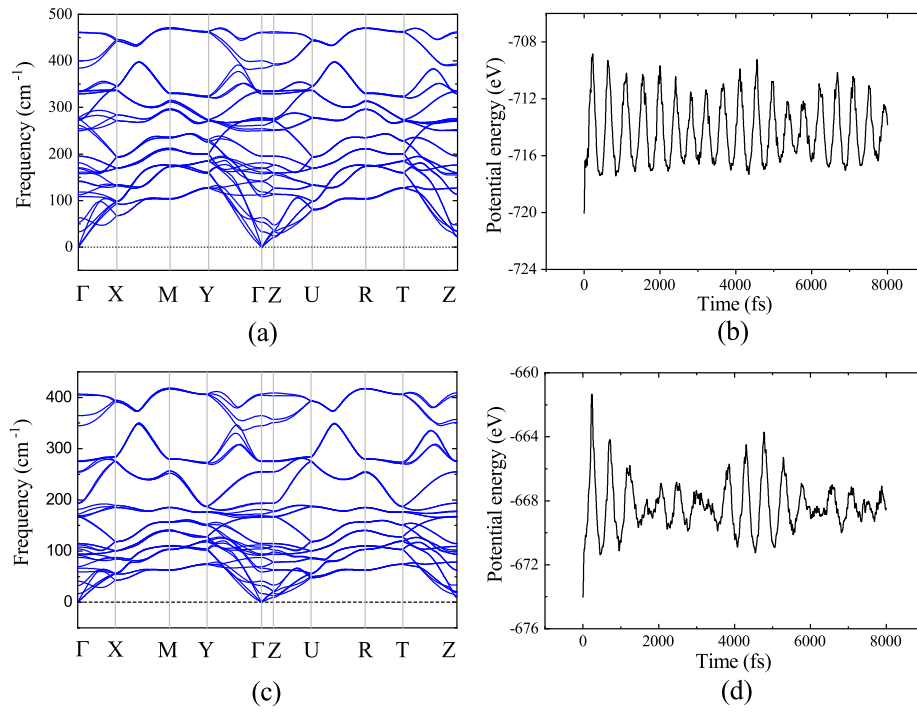 (a)
Frequency (cm⁻¹)
500
400
300
200
100
0
Γ X M Y Γ Z U R T Z
(b)
Potential energy (eV)
-708
-712
-716
-720
-724
0 2000 4000 6000 8000
Time (fs)
(c)
Frequency (cm⁻¹)
400
300
200
100
0
Γ X M Y Γ Z U R T Z
(d)
Potential energy (eV)
-660
-664
-668
-672
-676
0 2000 4000 6000 8000
Time (fs)